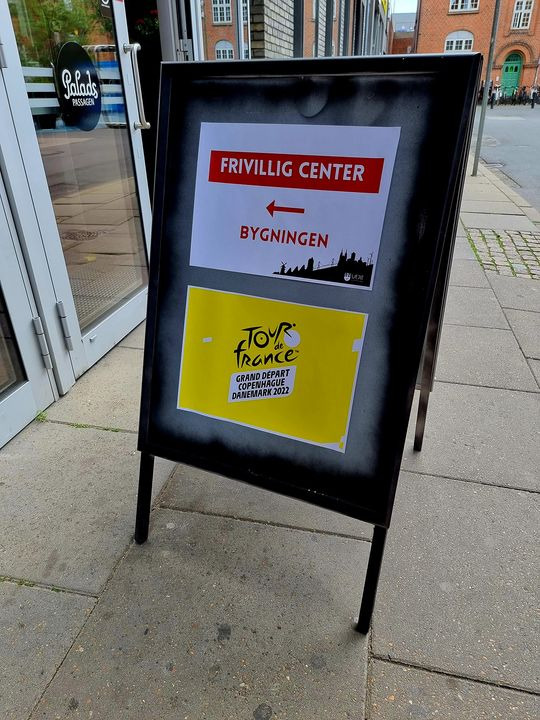 Palads
PASSAGEN
FRIVILLIG CENTER
BYGNINGEN
TOUR
de
france
GRAND DÉPART
COPENHAGUE
DANEMARK 2022